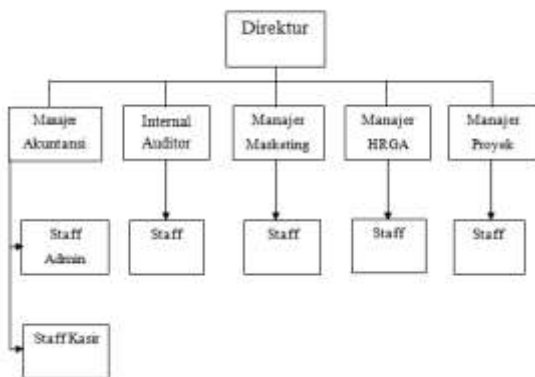 Direktur
Manajer
Akuntansi
Internal
Auditor
Manajer
Marketing
Manajer
HRGA
Manajer
Proyek
Staff
Admin
Staff
Staff
Staff
Staff
Staff Kasir